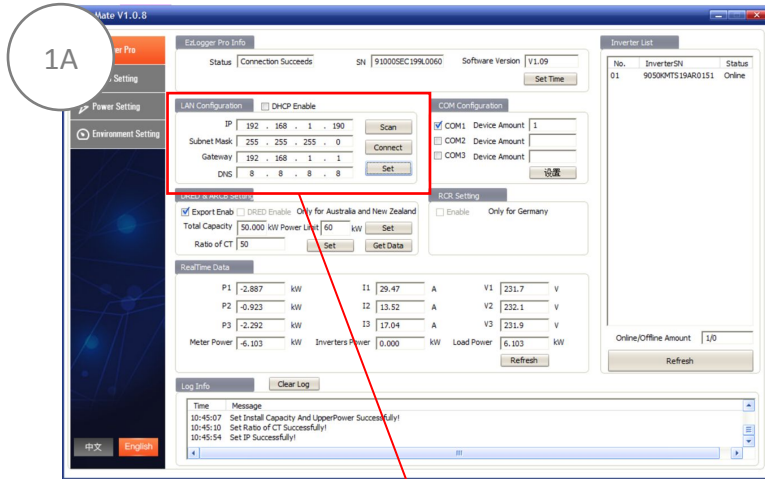 Mate V1.0.8
1A
er Pro
Setting
Power Setting
Environment Setting
中文 English
EzLogger Pro Info
Status Connection Succeeds SN 91000SEC199L0060 Software Version V1.09
Set Time
LAN Configuration DHCP Enable
IP 192 . 168 . 1 . 190 Scan
Subnet Mask 255 . 255 . 255 . 0 Connect
Gateway 192 . 168 . 1 . 1
DNS 8 . 8 . 8 . 8 Set
COM Configuration
COM1 Device Amount 1
COM2 Device Amount
COM3 Device Amount
设置
DRED & ARCB Setting
Export Enab DRED Enable Only for Australia and New Zealand
Total Capacity 50.000 kW Power Limit 60 kW Set
Ratio of CT 50 Set Get Data
RCR Setting
Enable Only for Germany
RealTime Data
P1 -2.887 kW I1 29.47 A V1 231.7 V
P2 -0.923 kW I2 13.52 A V2 232.1 V
P3 -2.292 kW I3 17.04 A V3 231.9 V
Meter Power -6.103 kW Inverters Power 0.000 kW Load Power 6.103 kW
Refresh
Log Info Clear Log
Time Message
10:45:07 Set Install Capacity And UpperPower Successfully!
10:45:10 Set Ratio of CT Successfully!
10:45:54 Set IP Successfully!
Inverter List
No. InverterSN Status
01 9050KMTS19AR0151 Online
Online/Offline Amount 1/0
Refresh